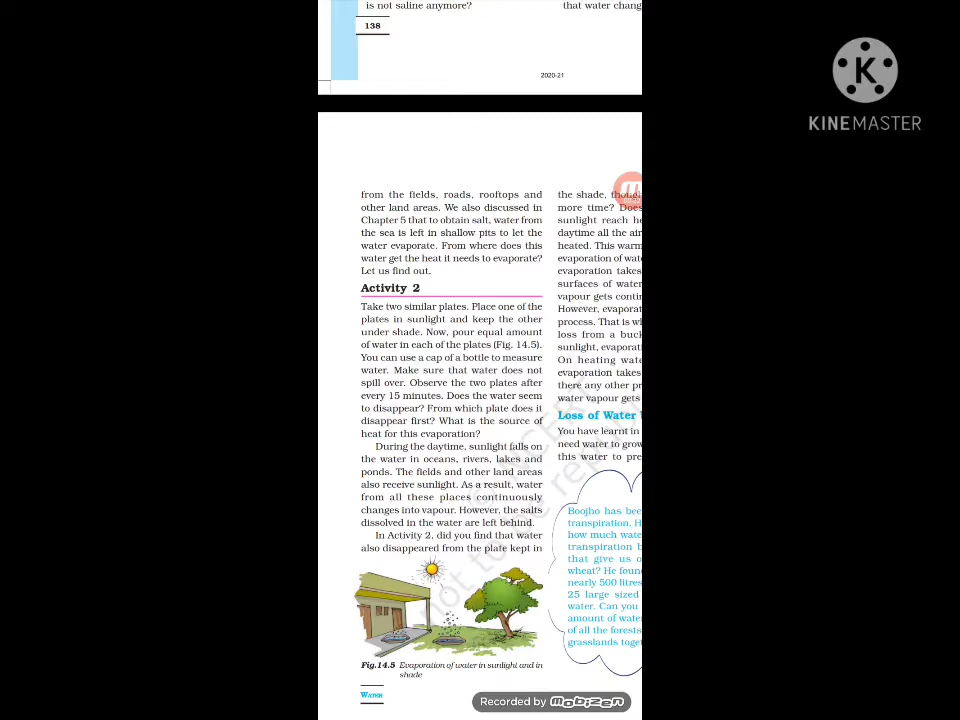 is not saline anymore?
that water chang
138
2020-21
KINEMASTER
from the fields, roads, rooftops and
other land areas. We also discussed in
Chapter 5 that to obtain salt, water from
the sea is left in shallow pits to let the
water evaporate. From where does this
water get the heat it needs to evaporate?
Let us find out.
Activity 2
Take two similar plates. Place one of the
plates in sunlight and keep the other
under shade. Now, pour equal amount
of water in each of the plates (Fig. 14.5).
You can use a cap of a bottle to measure
water. Make sure that water does not
spill over. Observe the two plates after
every 15 minutes. Does the water seem
to disappear? From which plate does it
disappear first? What is the source of
heat for this evaporation?
During the daytime, sunlight falls on
the water in oceans, rivers, lakes and
ponds. The fields and other land areas
also receive sunlight. As a result, water
from all these places continuously
changes into vapour. However, the salts
dissolved in the water are left behind.
In Activity 2, did you find that water
also disappeared from the plate kept in
Fig.14.5 Evaporation of water in sunlight and in
shade
WATER
the shade, though
more time? Does
sunlight reach he
daytime all the air
heated. This warm
evaporation of wate
evaporation takes
surfaces of water
vapour gets contin
However, evaporat
process. That is wh
loss from a buck
sunlight, evaporati
On heating wate
evaporation takes
there any other pr
water vapour gets
Loss of Water
You have learnt in
need water to grow
this water to pre
Boojho has bee
transpiration. H
how much wate
transpiration b
that give us o
wheat? He foun
nearly 500 litres
25 large sized
water. Can you
amount of water
of all the forests
grasslands toget
not to be repu
Recorded by MOBIZEN